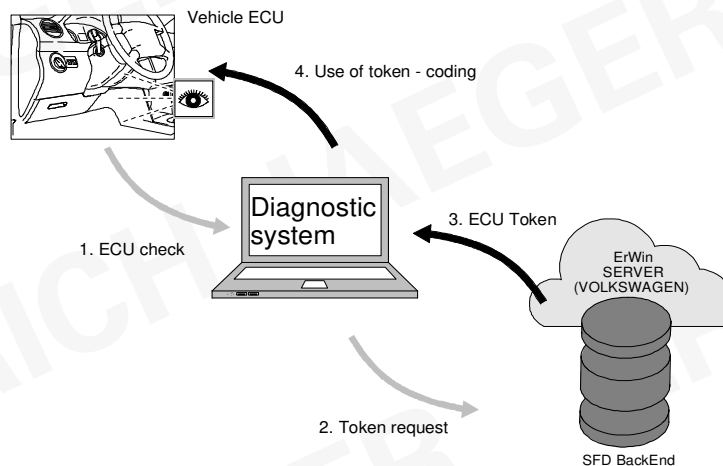 Vehicle ECU
4. Use of token - coding
Diagnostic
system
3. ECU Token
1. ECU check
ErWin
SERVER
(VOLKSWAGEN)
2. Token request
SFD BackEnd